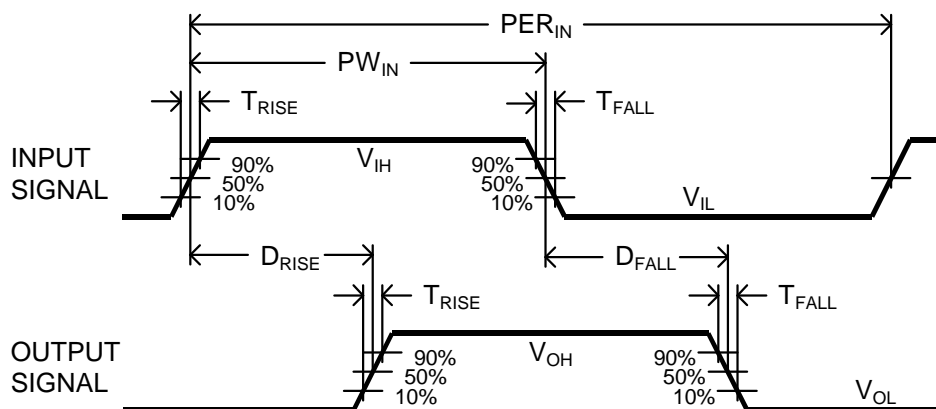 PER_IN
PW_IN
T_RISE
T_FALL
INPUT
SIGNAL
90%
50%
10%
V_IH
90%
50%
10%
V_IL
D_RISE
D_FALL
T_RISE
T_FALL
OUTPUT
SIGNAL
90%
50%
10%
V_OH
90%
50%
10%
V_OL